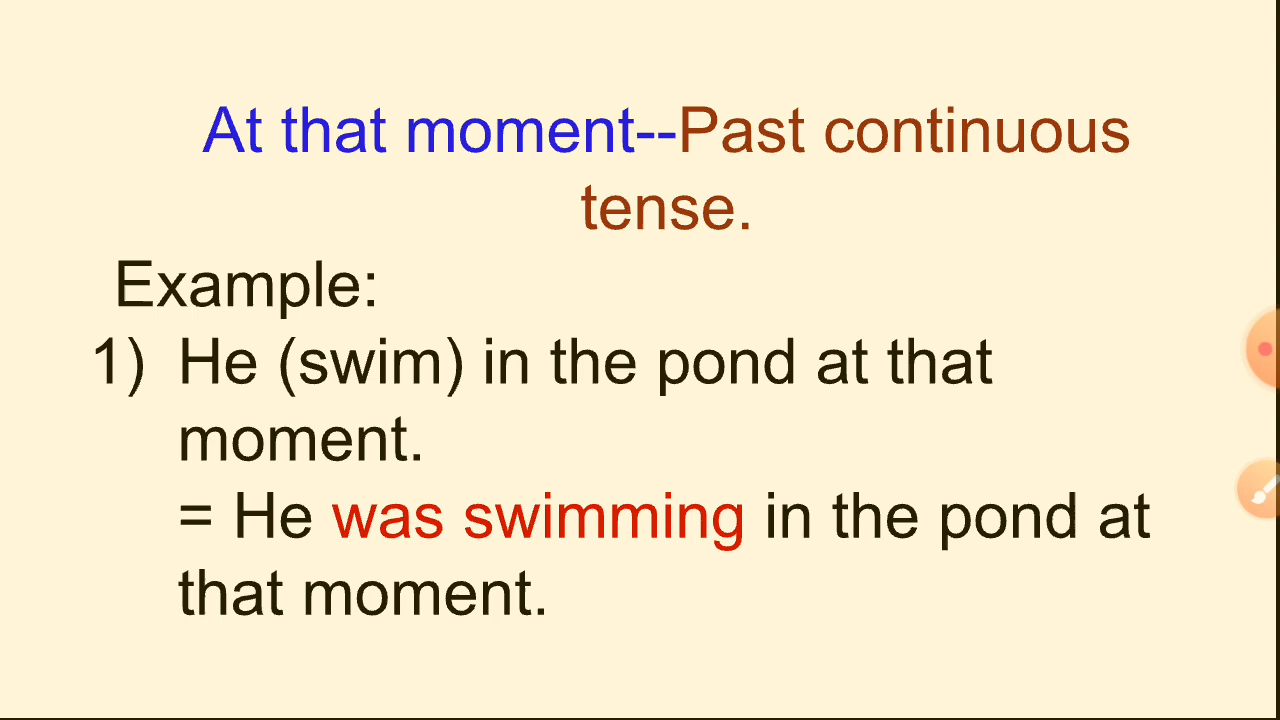 At that moment--Past continuous
tense.
Example:
1) He (swim) in the pond at that
moment.
= He was swimming in the pond at
that moment.